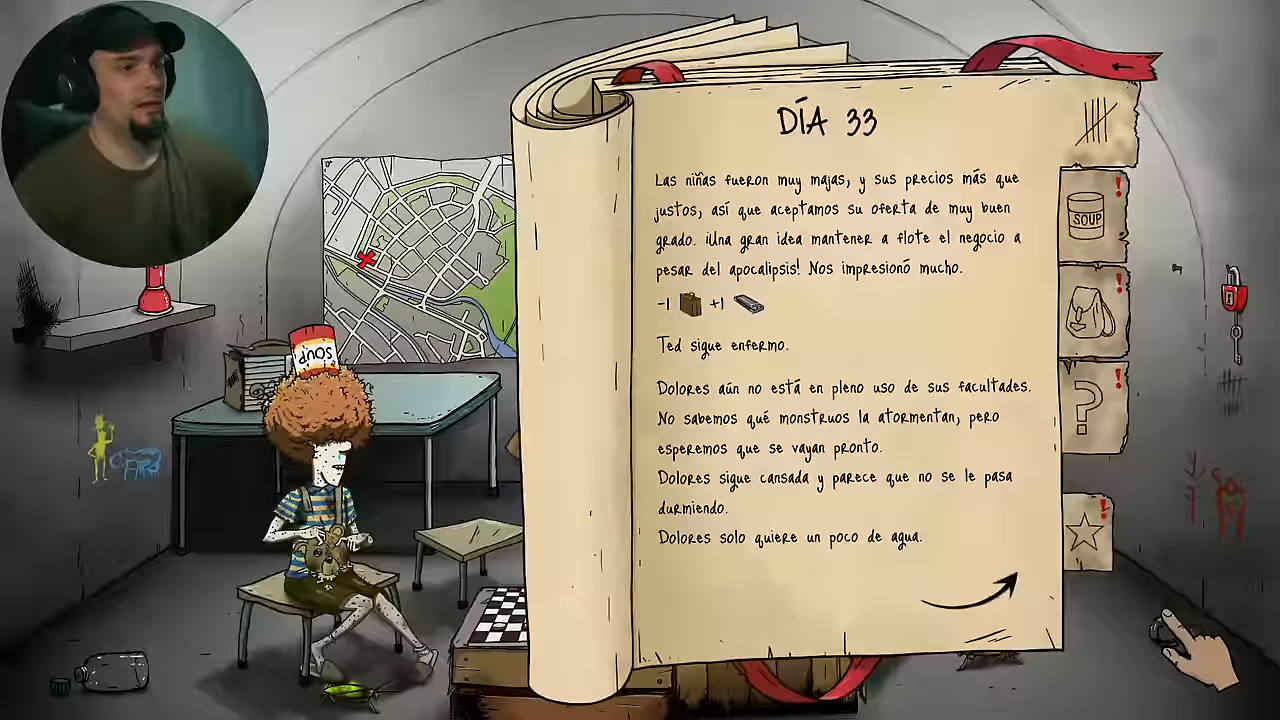 DÍA 33
Las niñas fueron muy majas, y sus precios más que
justos, así que aceptamos su oferta de muy buen
grado. ¡Una gran idea mantener a flote el negocio a
pesar del apocalipsis! Nos impresionó mucho.
-1 +1
Ted sigue enfermo.
Dolores aún no está en pleno uso de sus facultades.
No sabemos qué monstruos la atormentan, pero
esperemos que se vayan pronto.
Dolores sigue cansada y parece que no se le pasa
durmiendo.
Dolores solo quiere un poco de agua.
SOUP
!
!
?
!
!
SOUP